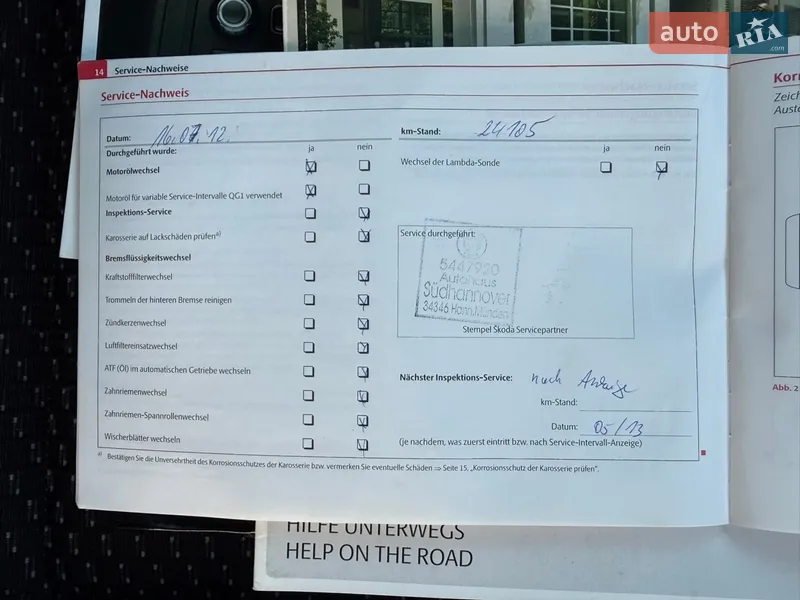 auto RIA .com
14 Service-Nachweise
Service-Nachweis
Datum: 16.07.12.
km-Stand: 24105
Durchgeführt wurde: ja nein
ja nein
Motorölwechsel
Wechsel der Lambda-Sonde
Motoröl für variable Service-Intervalle QG1 verwendet
Inspektions-Service
Karosserie auf Lackschäden prüfen a)
Bremsflüssigkeitswechsel
Kraftstofffilterwechsel
Trommeln der hinteren Bremse reinigen
Zündkerzenwechsel
Luftfiltereinsatzwechsel
ATF (Öl) im automatischen Getriebe wechseln
Zahnriemenwechsel
Zahnriemen-Spannrollenwechsel
Wischerblätter wechseln
Service durchgeführt:
5447920
Autohaus
Südhannover
34346 Hann.Münden
Stempel Škoda Servicepartner
Nächster Inspektions-Service: nach Anzeige
km-Stand:
Datum: 05/13
(je nachdem, was zuerst eintritt bzw. nach Service-Intervall-Anzeige)
a) Bestätigen Sie die Unversehrtheit des Korrosionsschutzes der Karosserie bzw. vermerken Sie eventuelle Schäden ⇒ Seite 15, „Korrosionsschutz der Karosserie prüfen“.
Abb. 2
HILFE UNTERWEGS
HELP ON THE ROAD